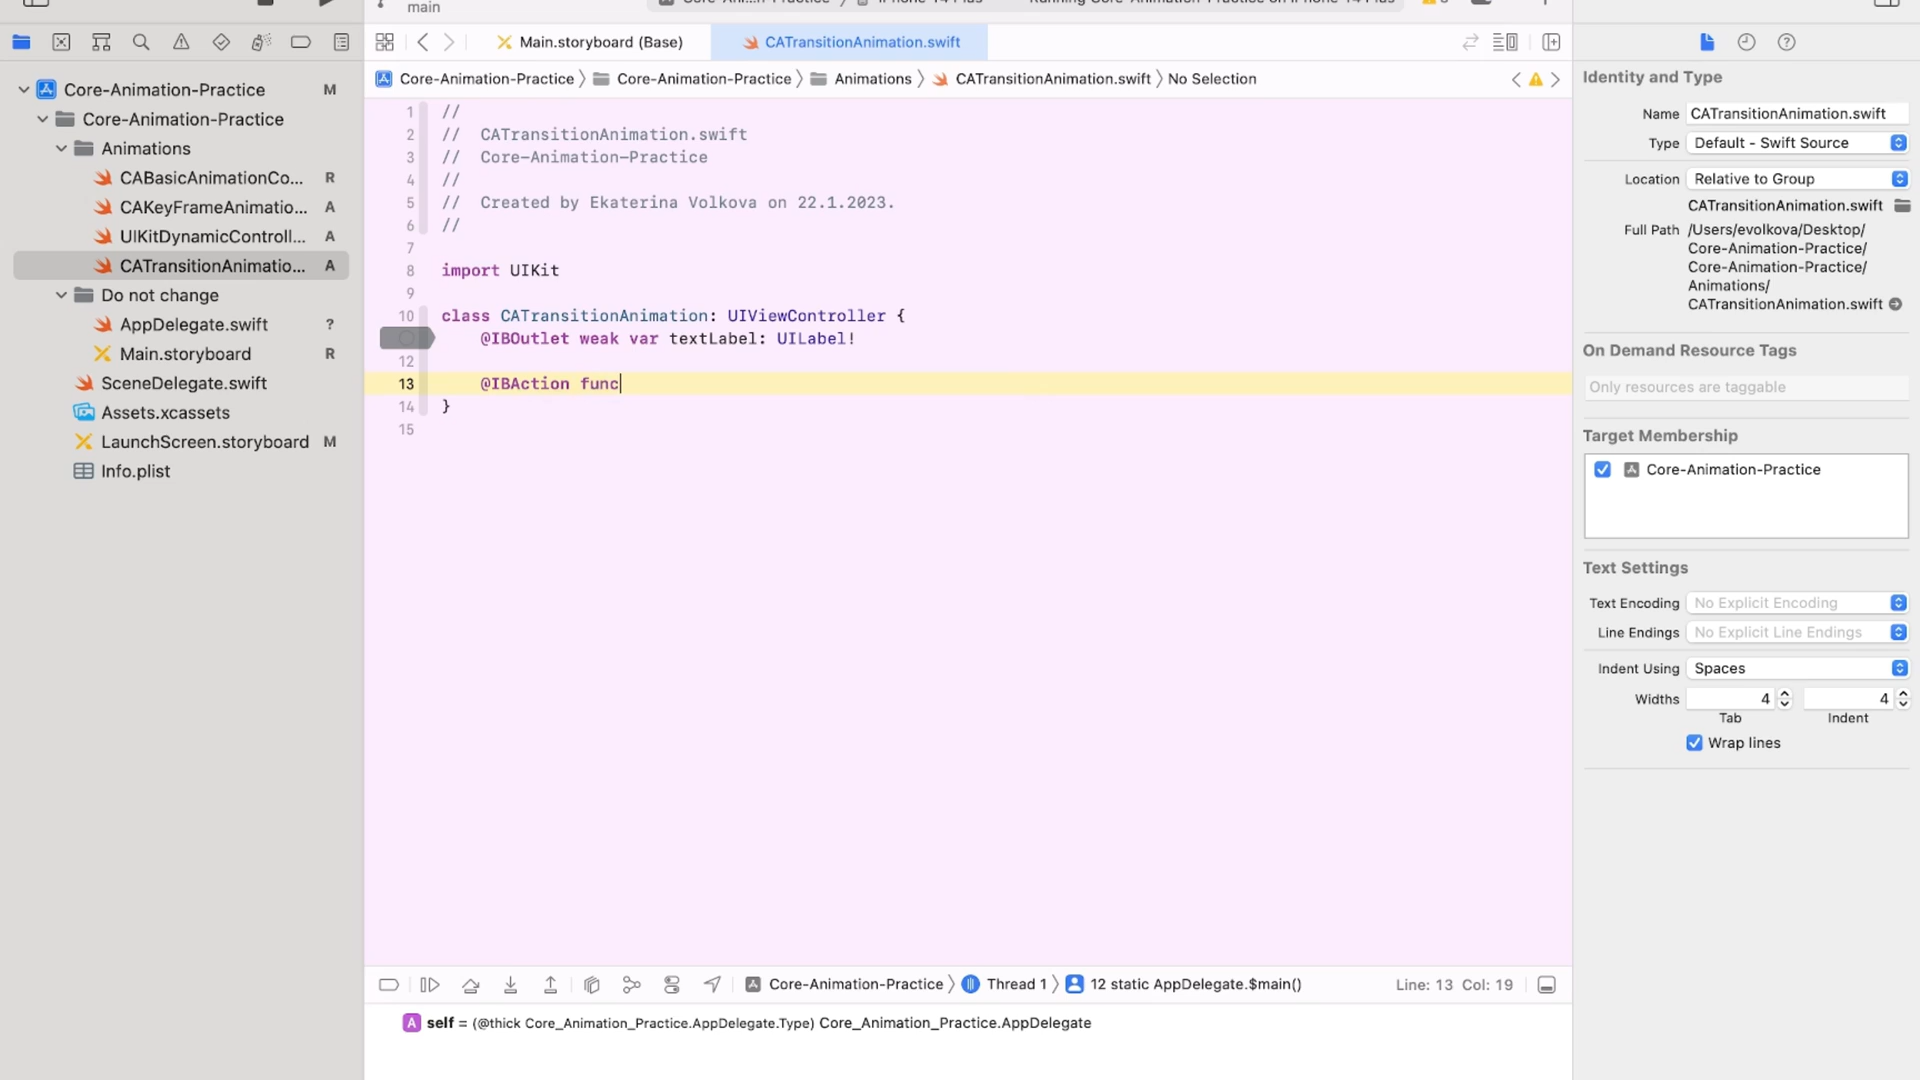 main
Main.storyboard (Base)
CATransitionAnimation.swift
Core-Animation-Practice
Core-Animation-Practice
Animations
CATransitionAnimation.swift
No Selection
Core-Animation-Practice M
Core-Animation-Practice
Animations
CABasicAnimationCo... R
CAKeyFrameAnimatio... A
UIKitDynamicControll... A
CATransitionAnimatio... A
Do not change
AppDelegate.swift ?
Main.storyboard R
SceneDelegate.swift
Assets.xcassets
LaunchScreen.storyboard M
Info.plist
1 //
2 // CATransitionAnimation.swift
3 // Core-Animation-Practice
4 //
5 // Created by Ekaterina Volkova on 22.1.2023.
6 //
7
8 import UIKit
9
10 class CATransitionAnimation: UIViewController {
@IBOutlet weak var textLabel: UILabel!
12
13 @IBAction func
14 }
15
Core-Animation-Practice
Thread 1
12 static AppDelegate.$main()
Line: 13 Col: 19
A self = (@thick Core_Animation_Practice.AppDelegate.Type) Core_Animation_Practice.AppDelegate
Identity and Type
Name CATransitionAnimation.swift
Type Default - Swift Source
Location Relative to Group
CATransitionAnimation.swift
Full Path /Users/evolkova/Desktop/
Core-Animation-Practice/
Core-Animation-Practice/
Animations/
CATransitionAnimation.swift
On Demand Resource Tags
Only resources are taggable
Target Membership
Core-Animation-Practice
Text Settings
Text Encoding No Explicit Encoding
Line Endings No Explicit Line Endings
Indent Using Spaces
Widths 4 4
Tab Indent
Wrap lines